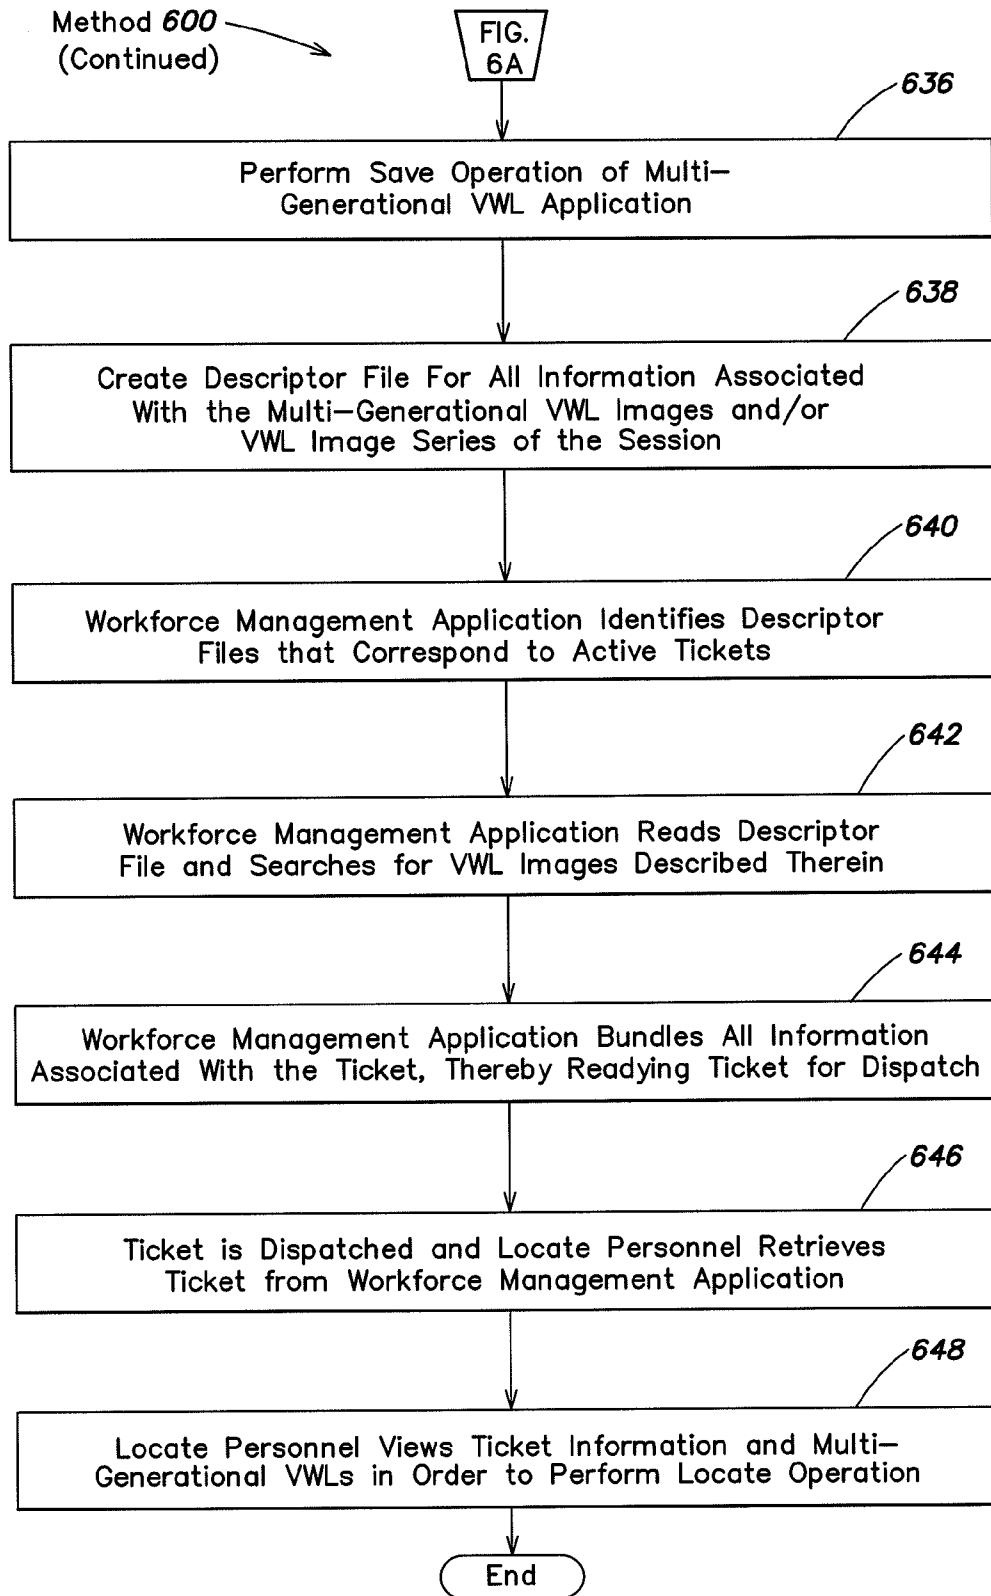 Method 600
(Continued)
FIG.
6A
636
Perform Save Operation of Multi-
Generational VWL Application
638
Create Descriptor File For All Information Associated
With the Multi-Generational VWL Images and/or
VWL Image Series of the Session
640
Workforce Management Application Identifies Descriptor
Files that Correspond to Active Tickets
642
Workforce Management Application Reads Descriptor
File and Searches for VWL Images Described Therein
644
Workforce Management Application Bundles All Information
Associated With the Ticket, Thereby Readying Ticket for Dispatch
646
Ticket is Dispatched and Locate Personnel Retrieves
Ticket from Workforce Management Application
648
Locate Personnel Views Ticket Information and Multi-
Generational VWLs in Order to Perform Locate Operation
End